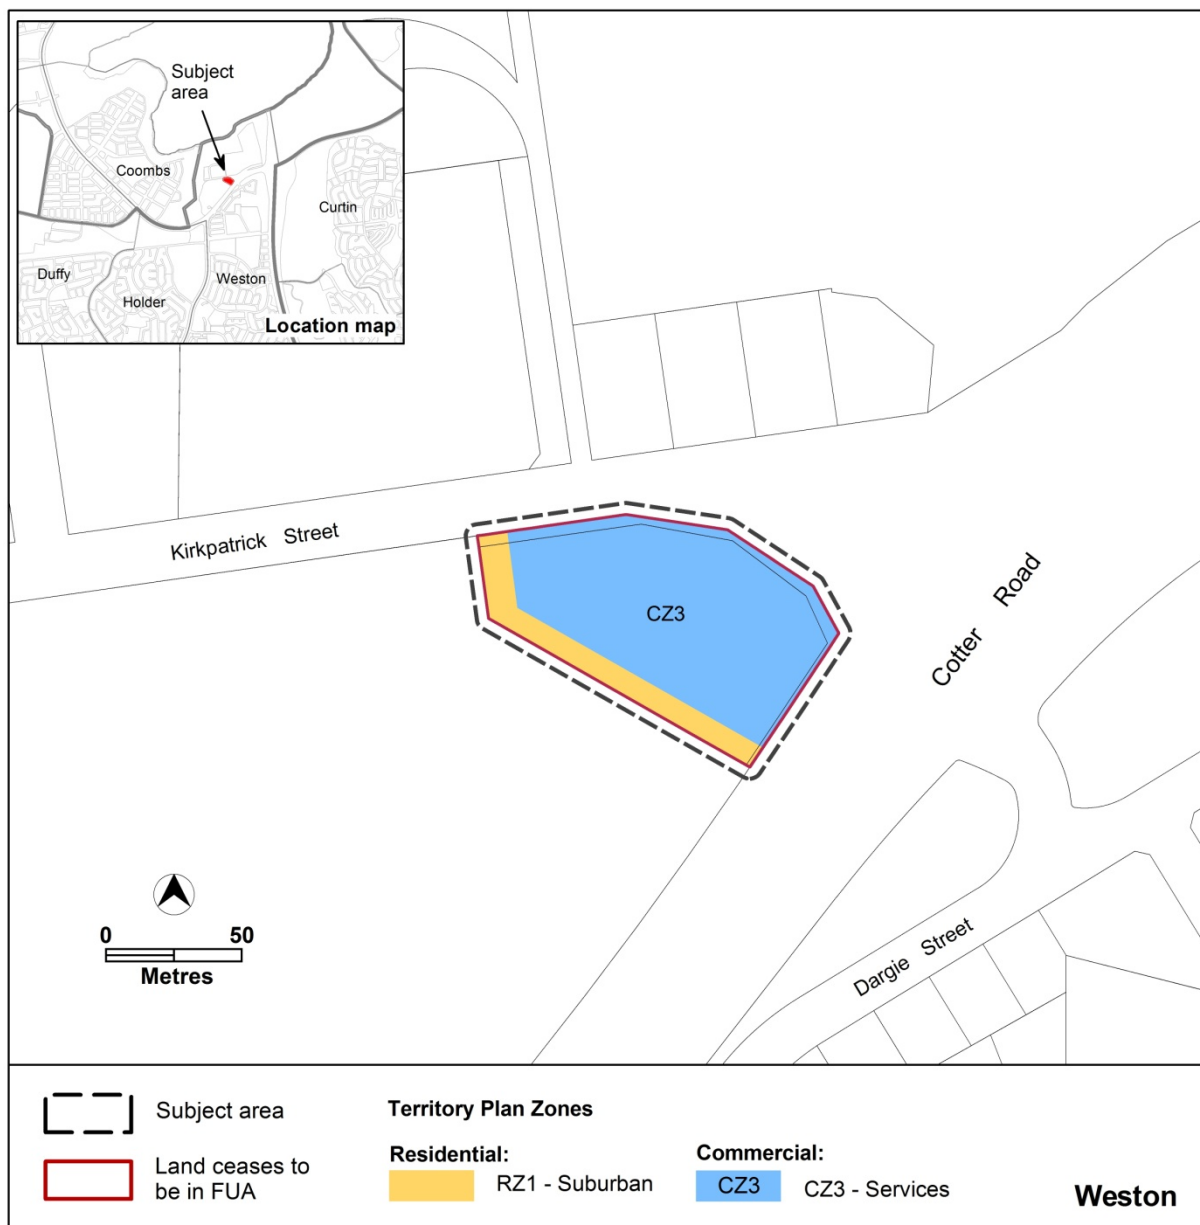 Subject
area
Coombs
Curtin
Duffy
Holder
Weston
Location map
Kirkpatrick Street
CZ3
Cotter Road
Dargie Street
0 50
Metres
Subject area
Land ceases to
be in FUA
Territory Plan Zones
Residential:
RZ1 - Suburban
Commercial:
CZ3
CZ3 - Services
Weston